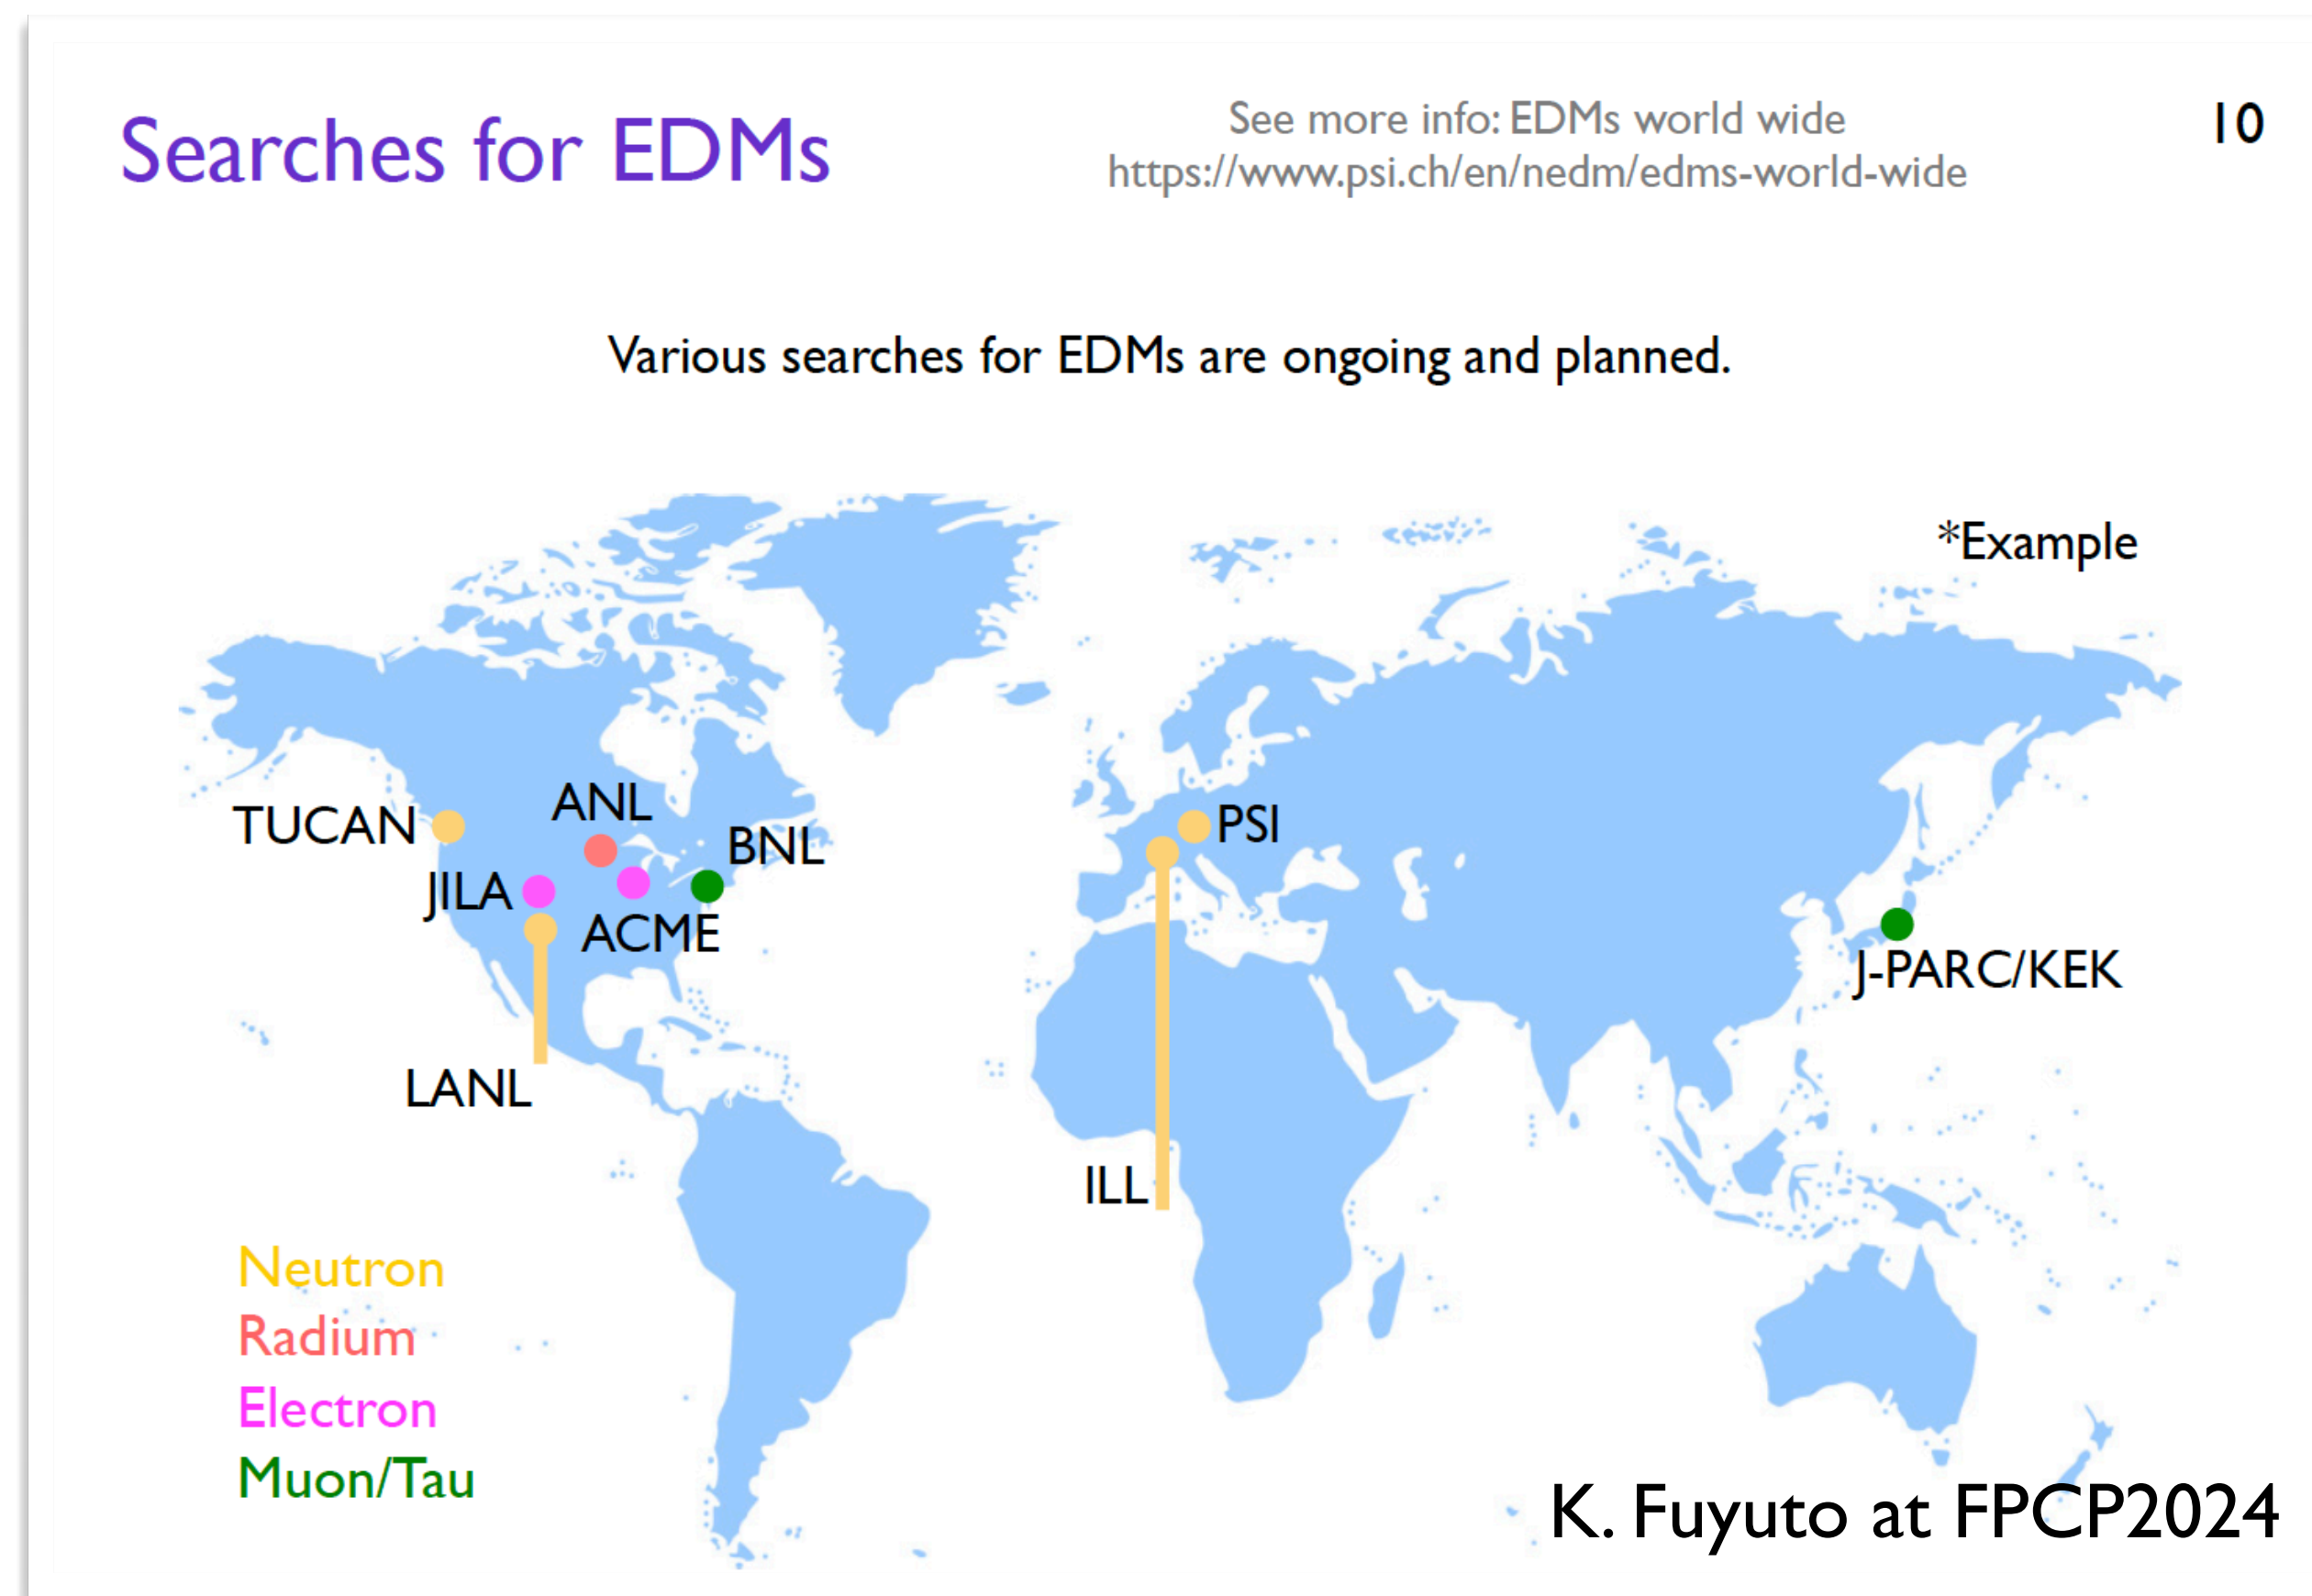 Searches for EDMs
See more info: EDMs world wide
https://www.psi.ch/en/nedm/edms-world-wide
10
Various searches for EDMs are ongoing and planned.
*Example
TUCAN
ANL
BNL
JILA
ACME
LANL
PSI
ILL
J-PARC/KEK
Neutron
Radium
Electron
Muon/Tau
K. Fuyuto at FPCP2024